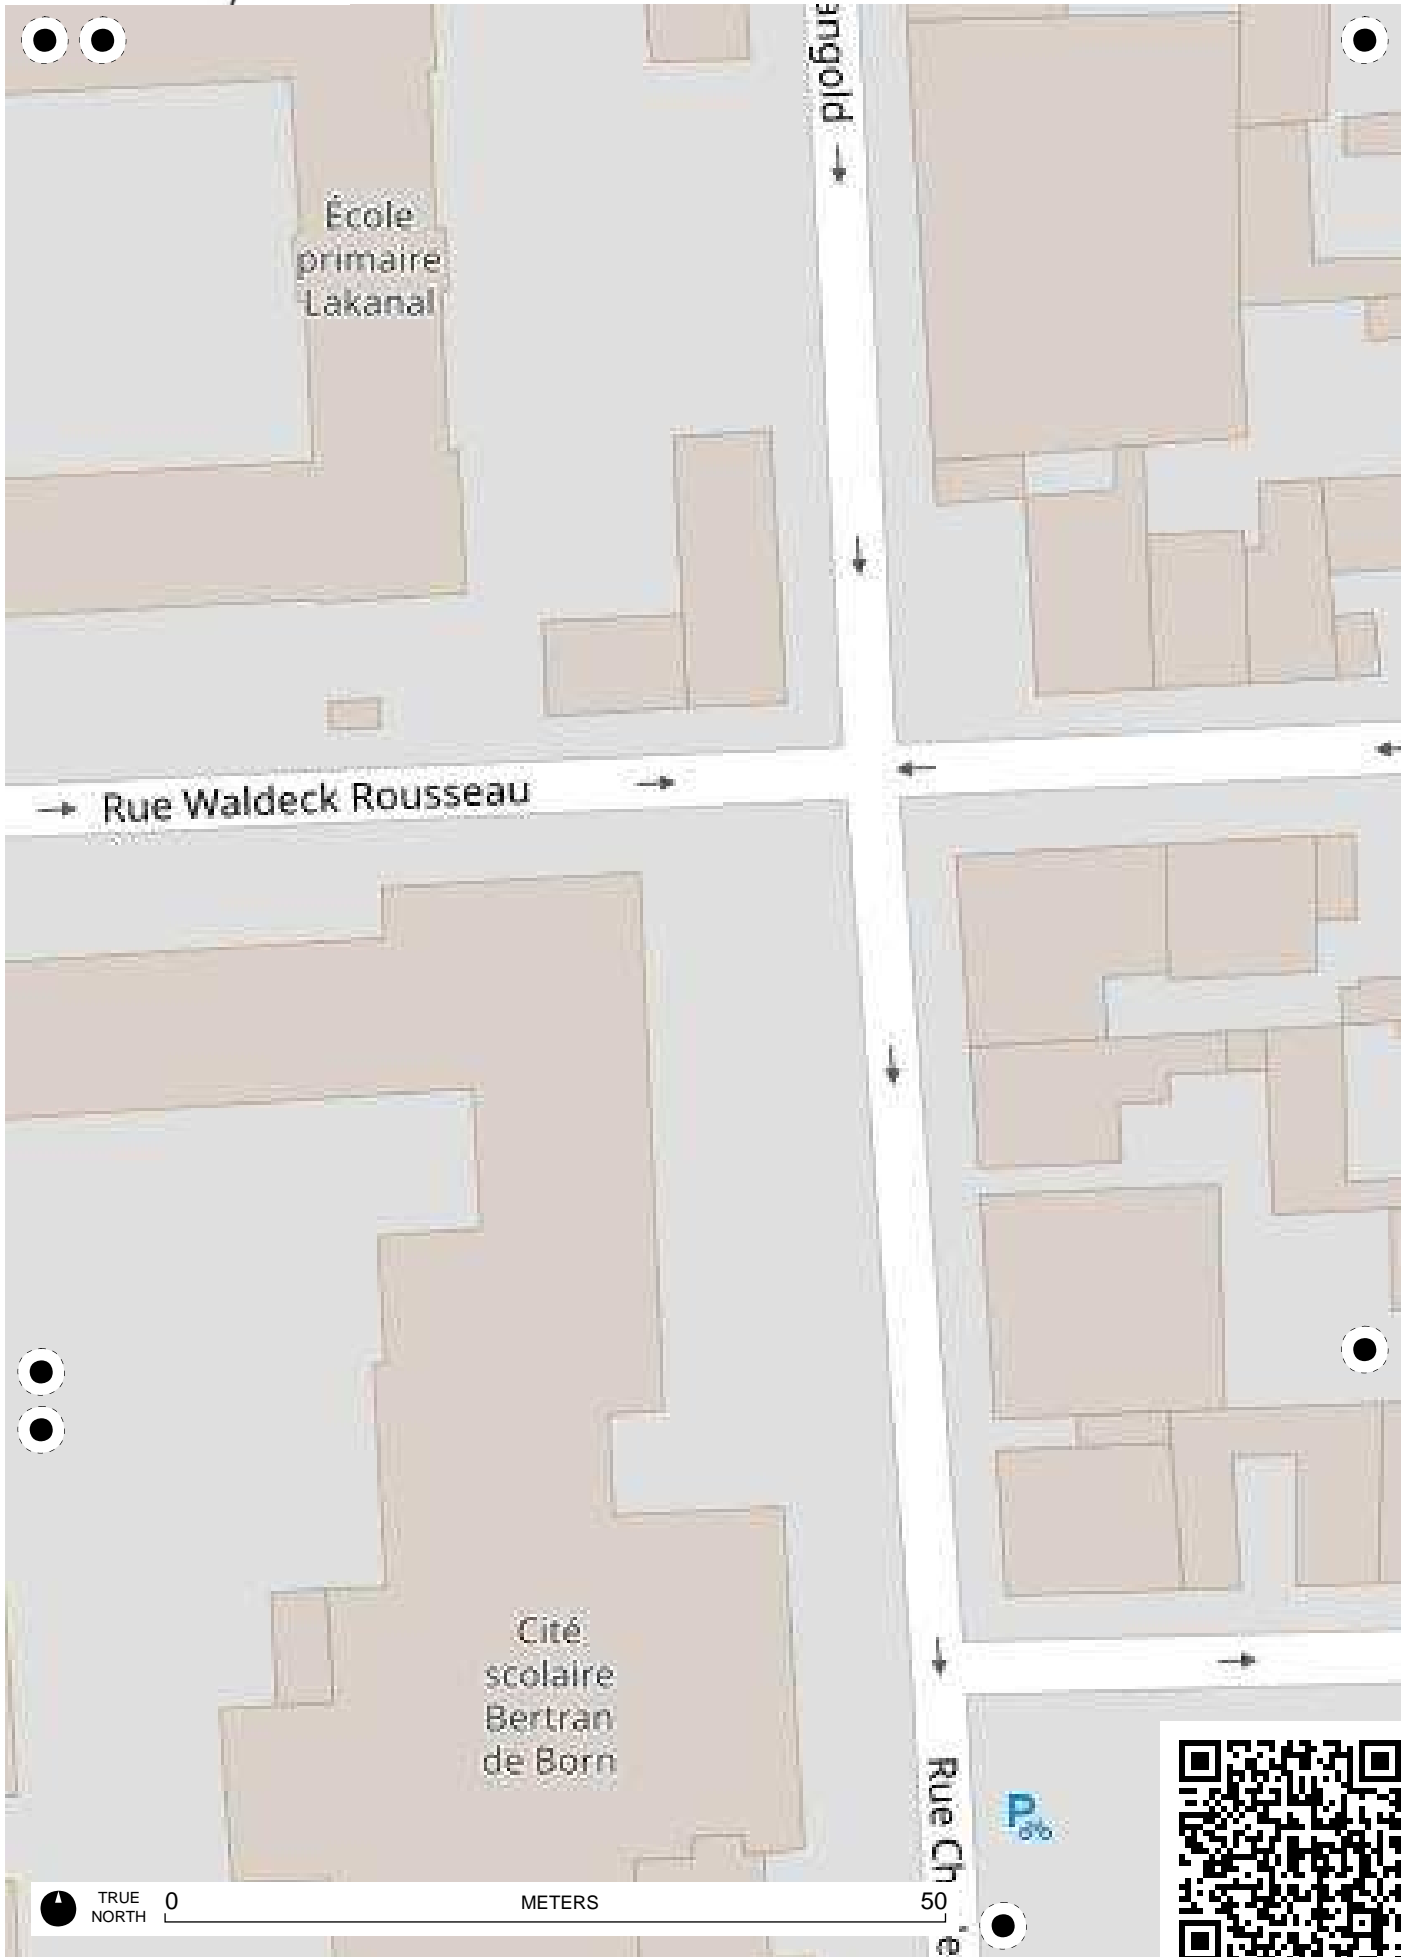 angold
École
primaire
Lakanal
Rue Waldeck Rousseau
Cité
scolaire
Bertran
de Born
Rue Ch
P
TRUE
NORTH
0
METERS
50